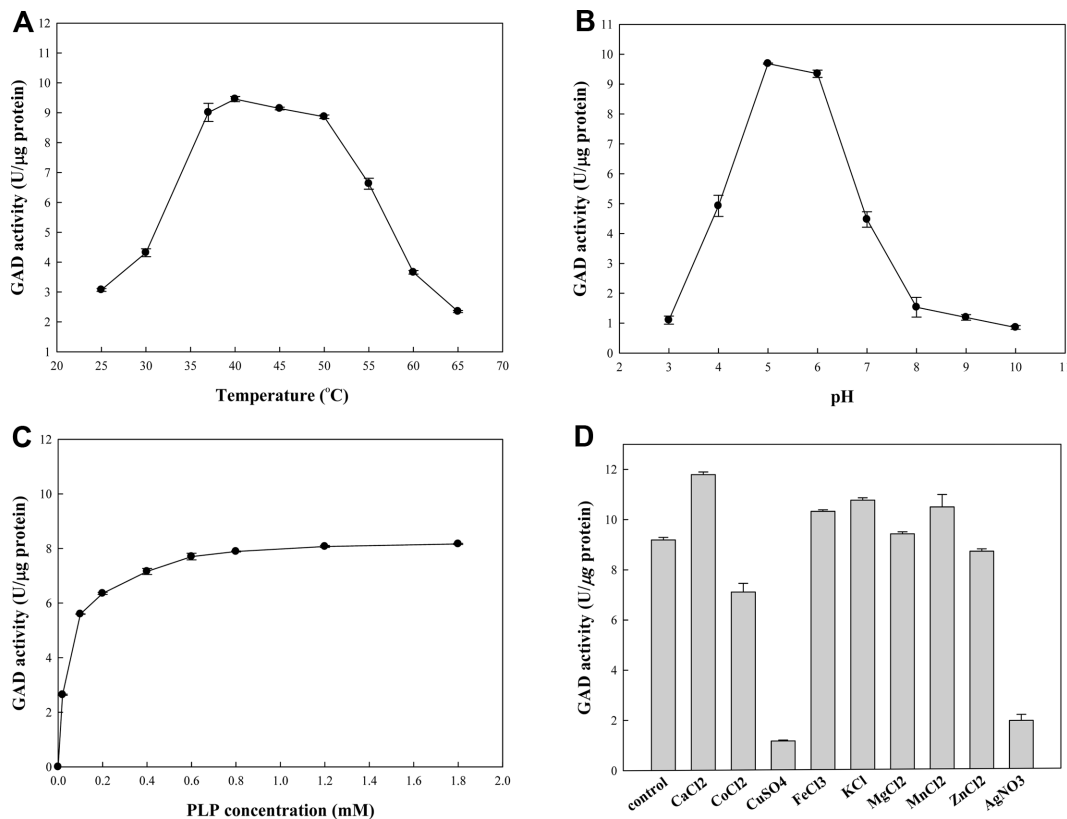 A
GAD activity (U/μg protein)
12
11
10
9
8
7
6
5
4
3
2
1
20 25 30 35 40 45 50 55 60 65 70
Temperature (°C)
B
GAD activity (U/μg protein)
11
10
9
8
7
6
5
4
3
2
1
0
2 3 4 5 6 7 8 9 10 1
pH
C
GAD activity (U/μg protein)
12
10
8
6
4
2
0
0.0 0.2 0.4 0.6 0.8 1.0 1.2 1.4 1.6 1.8 2.0
PLP concentration (mM)
D
GAD activity (U/μg protein)
12
10
8
6
4
2
0
control CaCl2 CoCl2 CuSO4 FeCl3 KCl MgCl2 MnCl2 ZnCl2 AgNO3